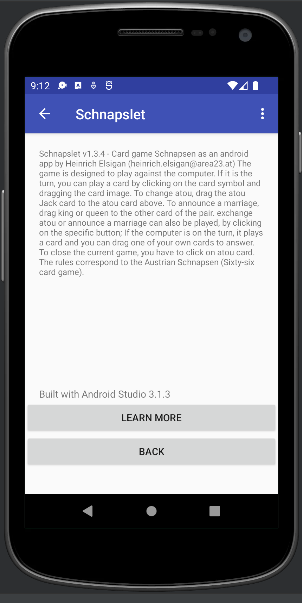 9:12
Schnapslet
Schnapslet v1.3.4 - Card game Schnapsen as an android
app by Heinrich Elsigan (heinrich.elsigan@area23.at) The
game is designed to play against the computer. If it is the
turn, you can play a card by clicking on the card symbol and
dragging the card image. To change atou, drag the atou
Jack card to the atou card above. To announce a marriage,
drag king or queen to the other card of the pair. exchange
atou or announce a marriage can also be played, by clicking
on the specific button; If the computer is on the turn, it plays
a card and you can drag one of your own cards to answer.
To close the current game, you have to click on atou card.
The rules correspond to the Austrian Schnapsen (Sixty-six
card game).
Built with Android Studio 3.1.3
LEARN MORE
BACK